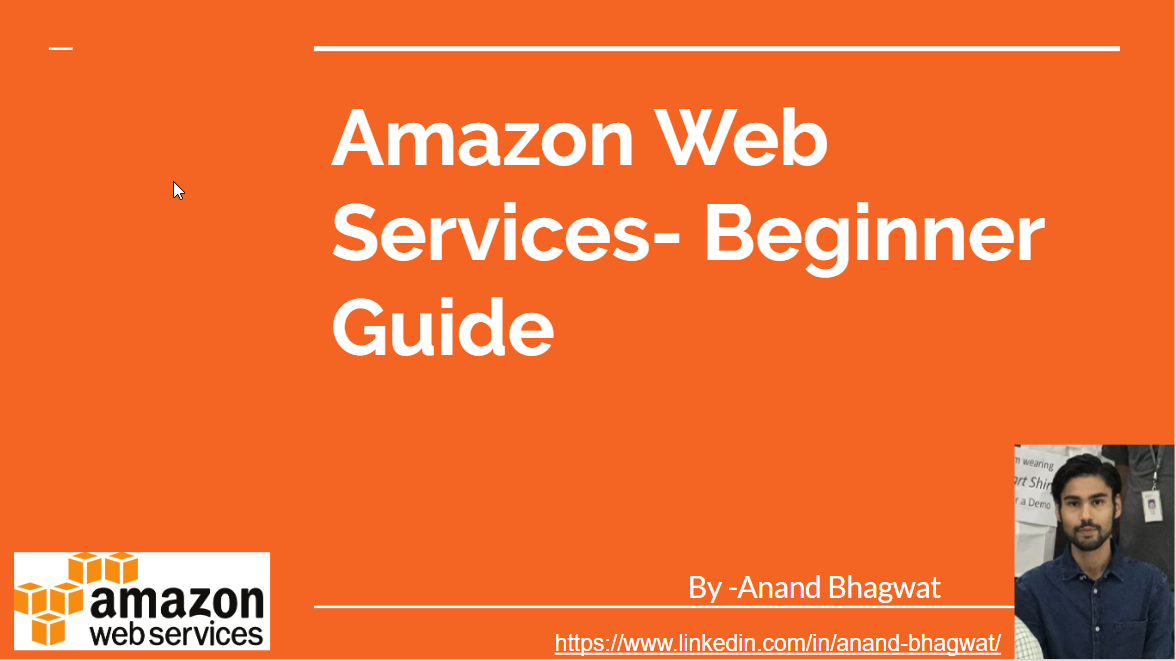 Amazon Web
Services- Beginner
Guide
m wearing
art Shir
r a Demo
By -Anand Bhagwat
amazon
web services
https://www.linkedin.com/in/anand-bhagwat/